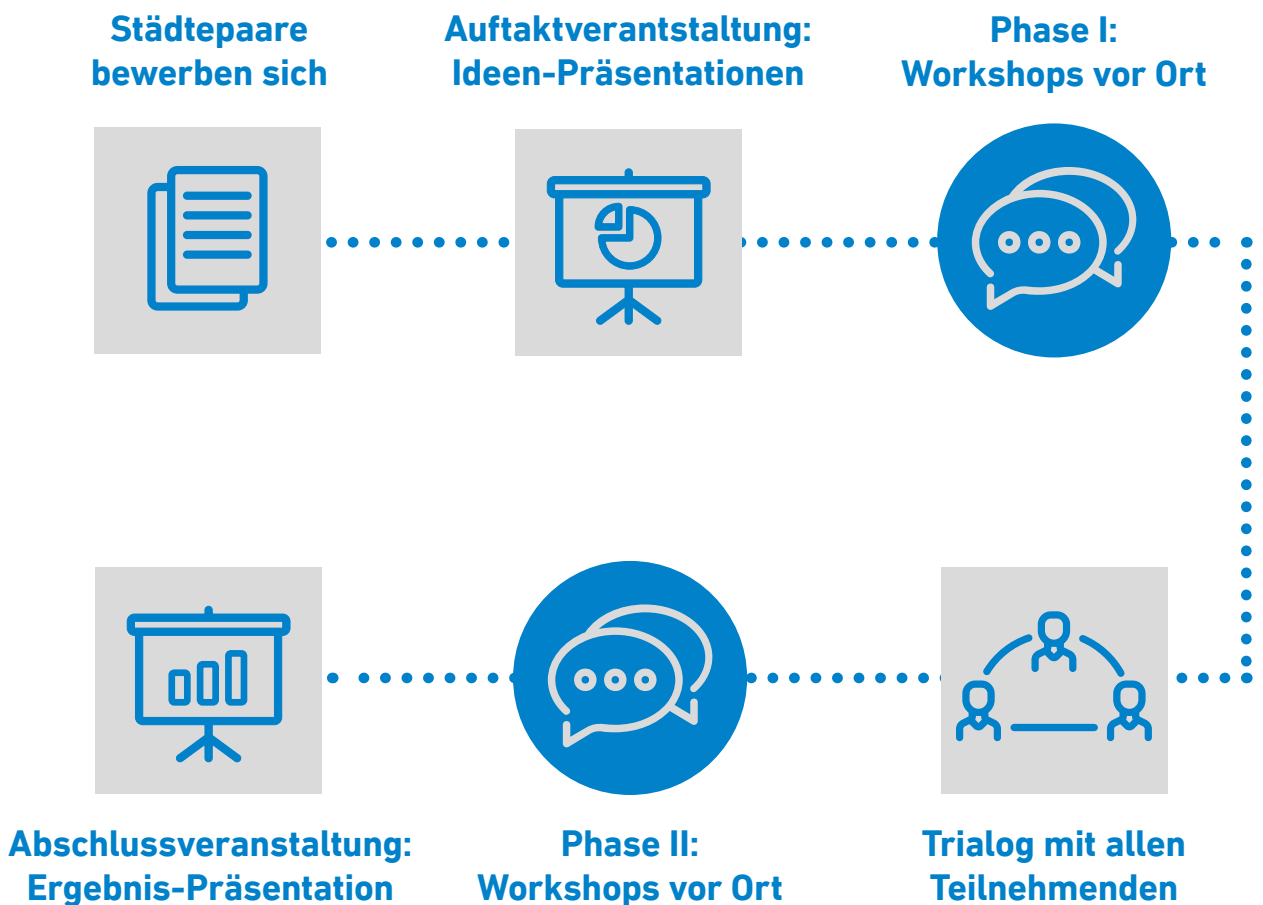 Städtepaare
bewerben sich
Auftaktverantstaltung:
Ideen-Präsentationen
Phase I:
Workshops vor Ort
Abschlussveranstaltung:
Ergebnis-Präsentation
Phase II:
Workshops vor Ort
Trialog mit allen
Teilnehmenden